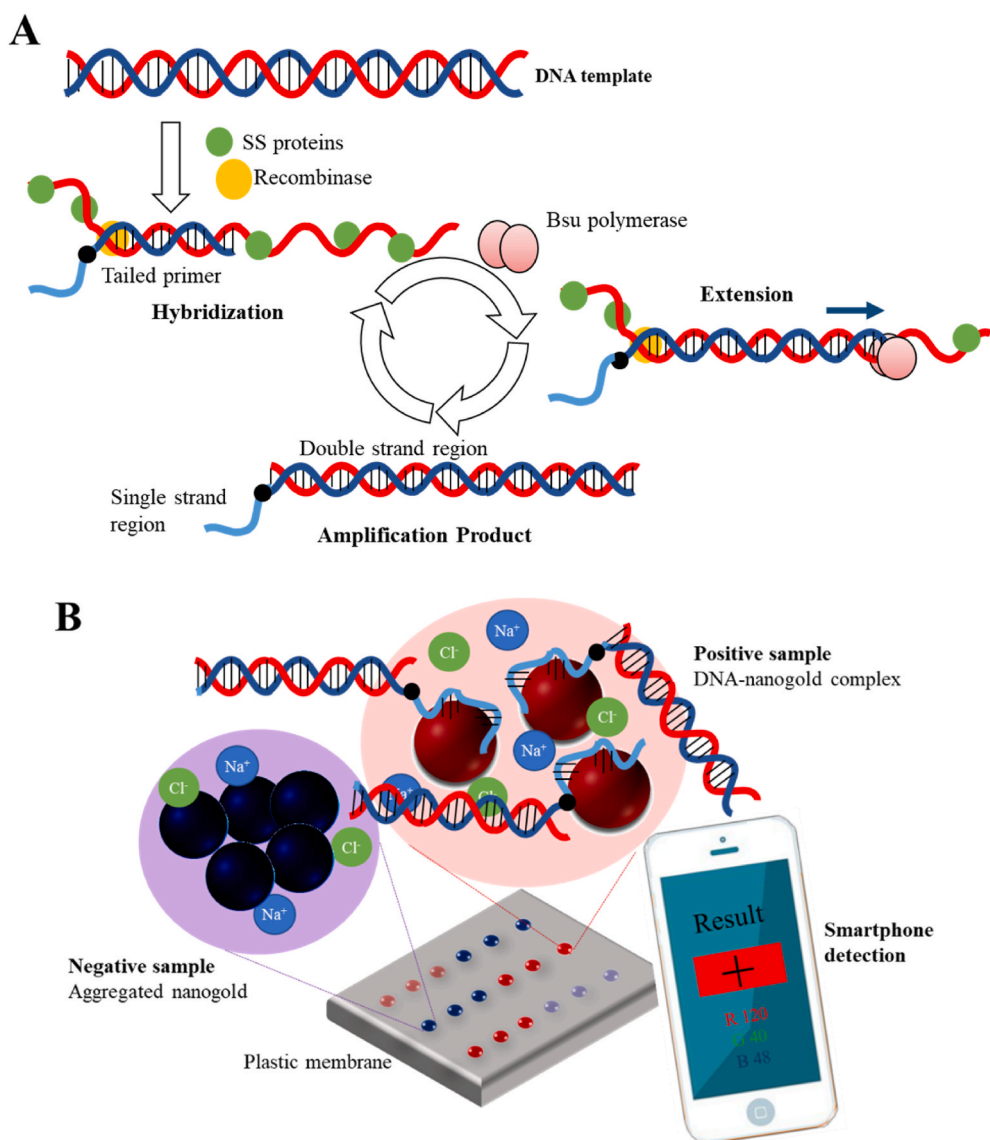 A
DNA template
SS proteins
Recombinase
Bsu polymerase
Tailed primer
Hybridization
Extension
Double strand region
Single strand
region
Amplification Product
B
Na⁺
Cl⁻
Positive sample
DNA-nanogold complex
Cl⁻
Na⁺
Na⁺
Cl⁻
Na⁺
Cl⁻
Cl⁻
Na⁺
Result
+
R 120
G 40
B 48
Smartphone
detection
Negative sample
Aggregated nanogold
Plastic membrane